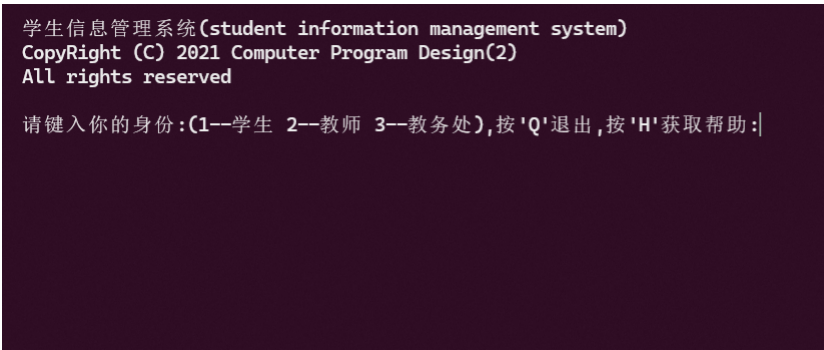 学生信息管理系统(student information management system)
CopyRight (C) 2021 Computer Program Design(2)
All rights reserved
请键入你的身份:(1--学生 2--教师 3--教务处),按'Q'退出,按'H'获取帮助: